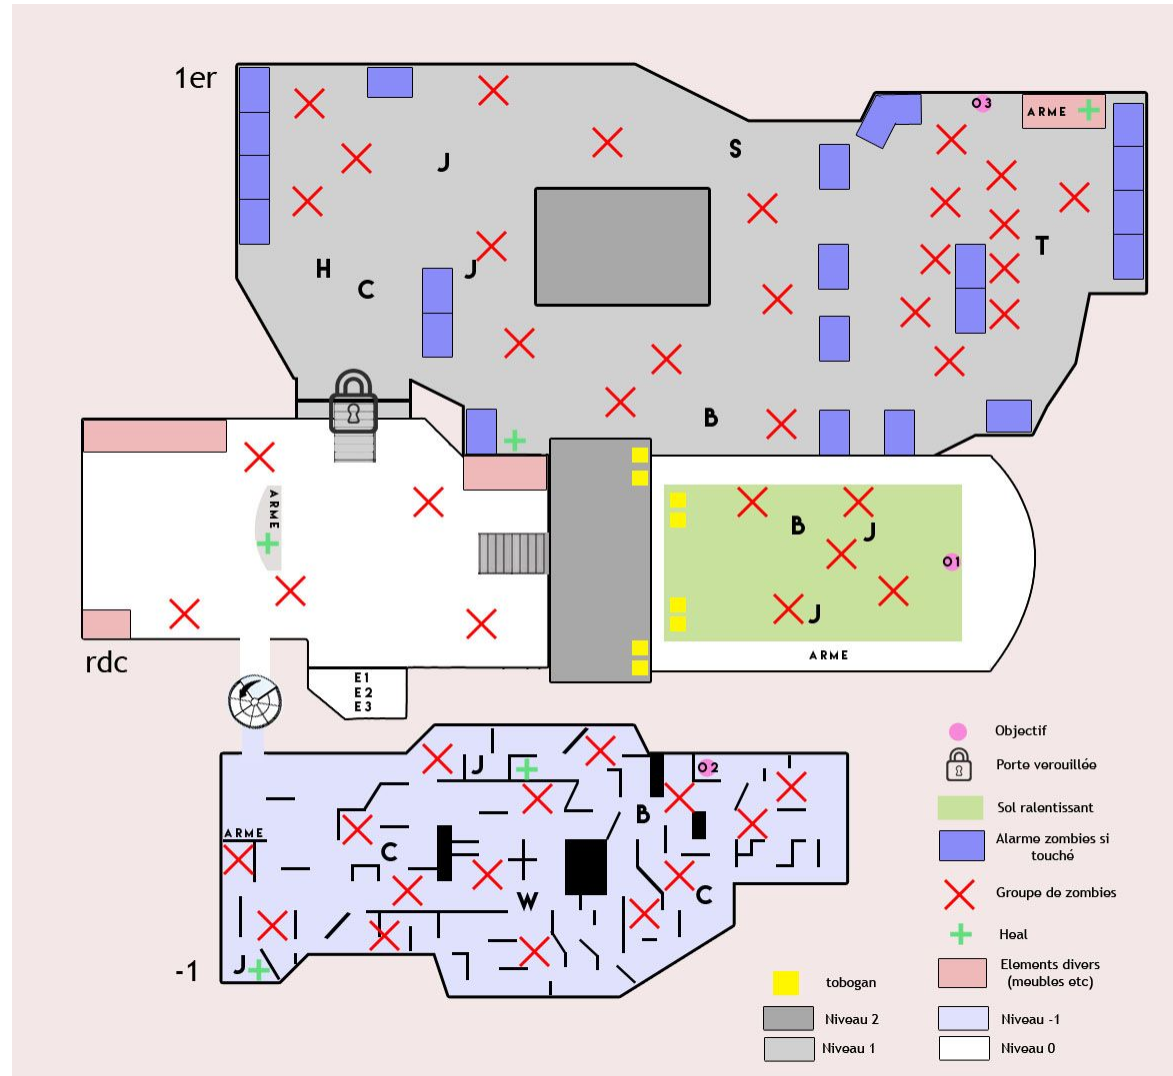 1er
J
S
O3
ARME
H
C
J
T
B
ARME
B
J
O1
J
ARME
rdc
E1
E2
E3
J
O2
B
ARME
C
W
C
J
-1
Objectif
Porte verouillée
Sol ralentissant
Alarme zombies si
touché
Groupe de zombies
Heal
Elements divers
(meubles etc)
tobogan
Niveau 2
Niveau -1
Niveau 1
Niveau 0